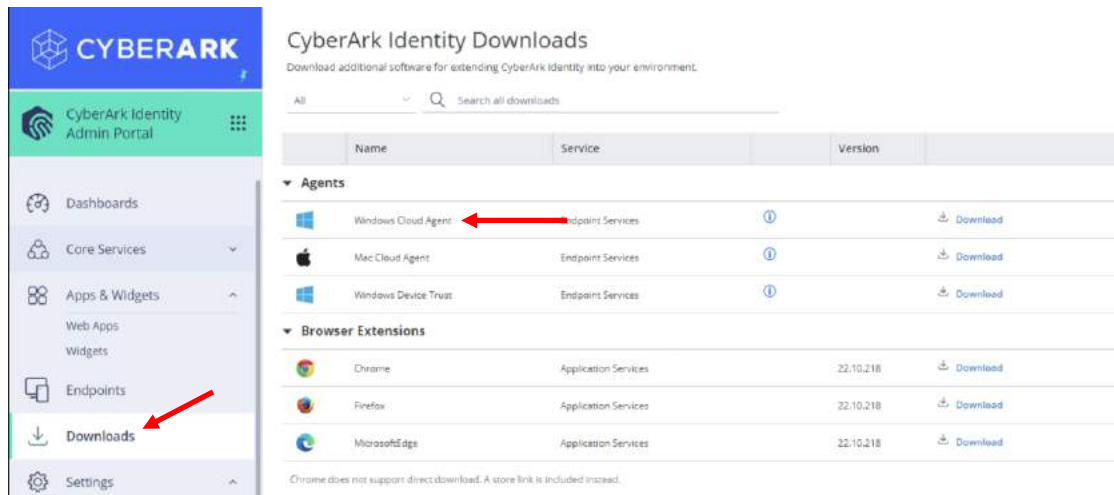 CYBERARK
CyberArk Identity
Admin Portal
Dashboards
Core Services
Apps & Widgets
Web Apps
Widgets
Endpoints
Downloads
Settings
CyberArk Identity Downloads
Download additional software for extending CyberArk Identity into your environment.
All Search all downloads
Name Service Version
Agents
Windows Cloud Agent Endpoint Services Download
Mac Cloud Agent Endpoint Services Download
Windows Device Trust Endpoint Services Download
Browser Extensions
Chrome Application Services 22.10.218 Download
Firefox Application Services 22.10.218 Download
MicrosoftEdge Application Services 22.10.218 Download
Chrome does not support direct download. A store link is included instead.